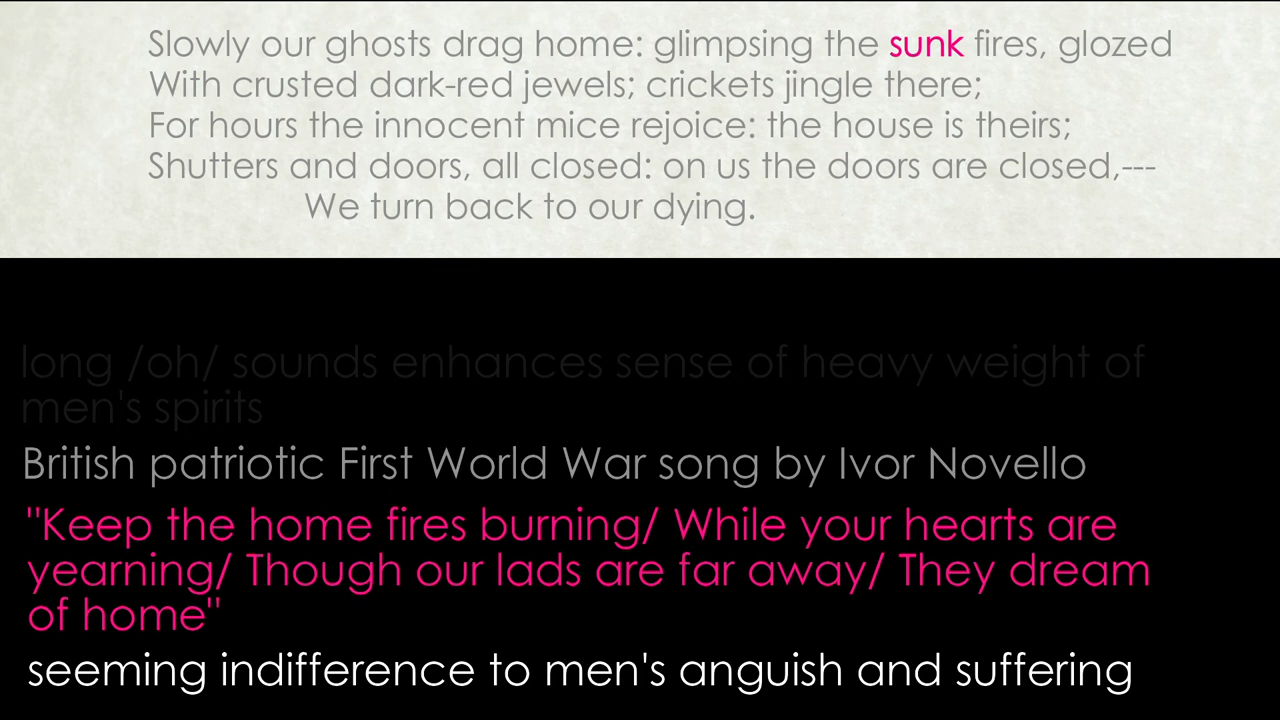 Slowly our ghosts drag home: glimpsing the sunk fires, glozed
With crusted dark-red jewels; crickets jingle there;
For hours the innocent mice rejoice: the house is theirs;
Shutters and doors, all closed: on us the doors are closed,---
We turn back to our dying.
long /oh/ sounds enhances sense of heavy weight of
men's spirits
British patriotic First World War song by Ivor Novello
"Keep the home fires burning/ While your hearts are
yearning/ Though our lads are far away/ They dream
of home"
seeming indifference to men's anguish and suffering